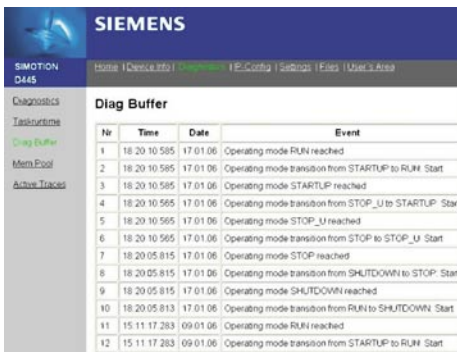 SIEMENS
SIMOTION
D445
Home | Device Info | Diagnostics | IP-Config | Settings | Files | User's Area
Diagnostics
Taskruntime
Diag Buffer
Mem Pool
Active Traces
Diag Buffer
Nr Time Date Event
1 18:20:10:585 17.01.06 Operating mode RUN reached
2 18:20:10:585 17.01.06 Operating mode transition from STARTUP to RUN: Start
3 18:20:10:585 17.01.06 Operating mode STARTUP reached
4 18:20:10:565 17.01.06 Operating mode transition from STOP_U to STARTUP: Star
5 18:20:10:565 17.01.06 Operating mode STOP_U reached
6 18:20:10:565 17.01.06 Operating mode transition from STOP to STOP_U: Start
7 18:20:05:815 17.01.06 Operating mode STOP reached
8 18:20:05:815 17.01.06 Operating mode transition from SHUTDOWN to STOP: Star
9 18:20:05:815 17.01.06 Operating mode SHUTDOWN reached
10 18:20:05:813 17.01.06 Operating mode transition from RUN to SHUTDOWN: Start
11 15:11:17:283 09.01.06 Operating mode RUN reached
12 15:11:17:283 09.01.06 Operating mode transition from STARTUP to RUN: Start